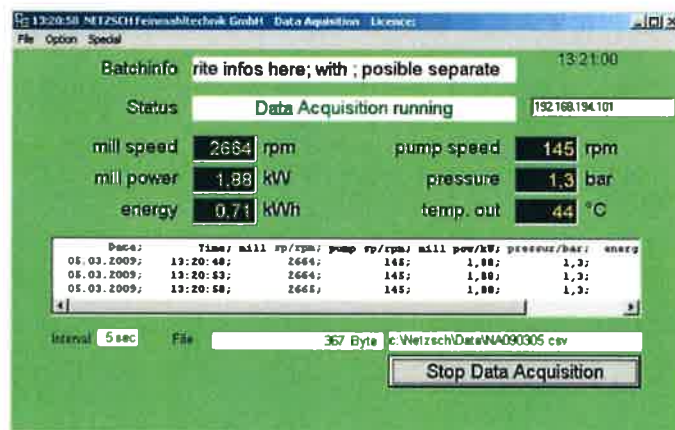 13:20:58 NETZSCH Feinmahltechnik GmbH Data Aquisition Licence:
File Option Special
Batchinfo rite infos here; with ; posible separate 13:21:00
Status Data Acquisition running 192.168.194.101
mill speed 2664 rpm pump speed 145 rpm
mill power 1,88 kW pressure 1,3 bar
energy 0,71 kWh temp. out 44 °C
Date; Time; mill sp/rpm; pump sp/rpm; mill pow/kW; pressur/bar; energ
05.03.2009; 13:20:48; 2664; 145; 1,88; 1,3;
05.03.2009; 13:20:53; 2664; 145; 1,88; 1,3;
05.03.2009; 13:20:58; 2665; 145; 1,88; 1,3;
Interval 5 sec File 367 Byte c:\Netzsch\Data\NA090305.csv
Stop Data Acquisition